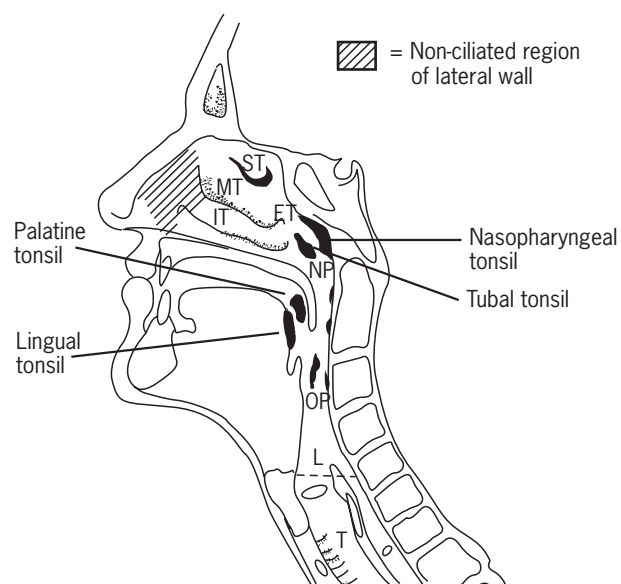 = Non-ciliated region
of lateral wall
ST
MT
IT
ET
Palatine
tonsil
Nasopharyngeal
tonsil
NP
Tubal tonsil
Lingual
tonsil
OP
L
T